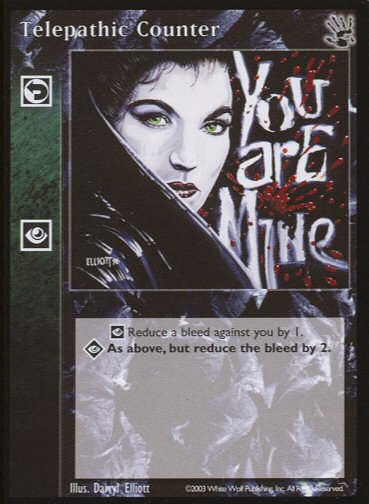 Telepathic Counter
You
are
Mine
ELLIOTT 96
Reduce a bleed against you by 1.
As above, but reduce the bleed by 2.
Illus. Darryl Elliott
©2003 White Wolf Publishing, Inc. All Rights Reserved.